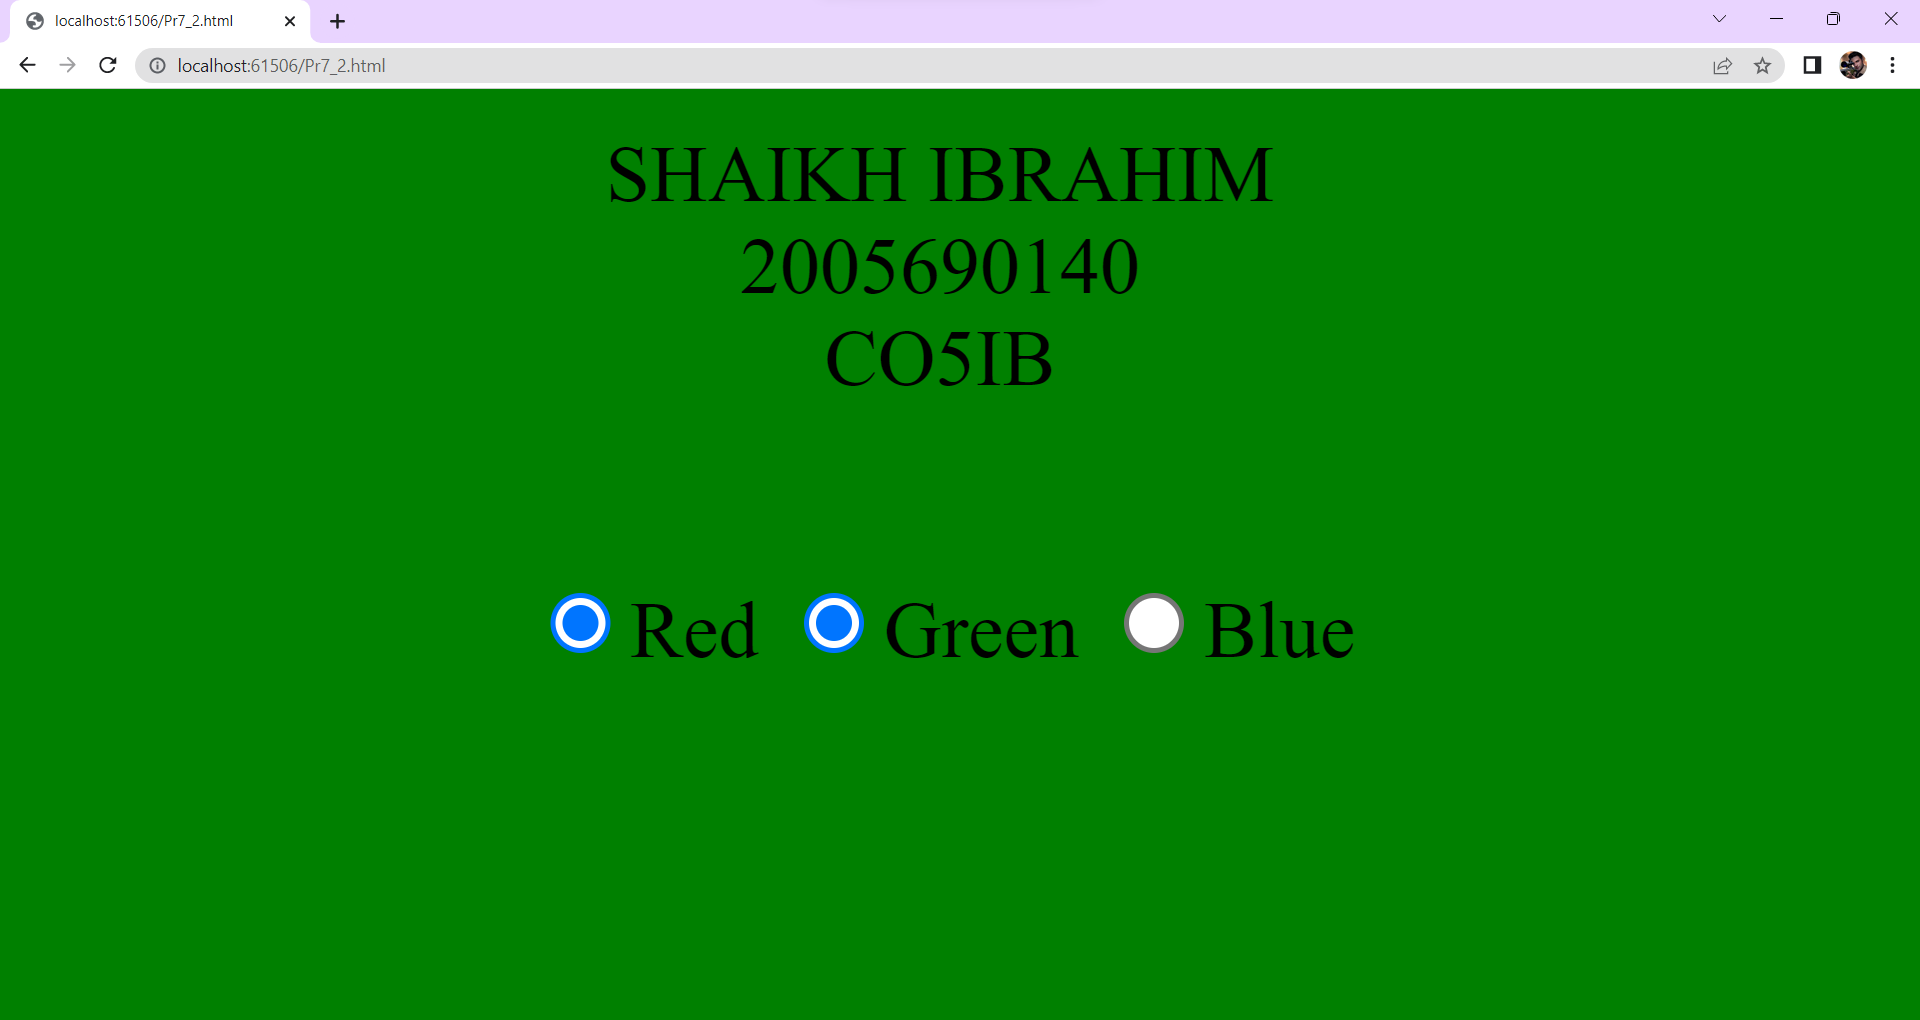 localhost:61506/Pr7_2.html
localhost:61506/Pr7_2.html
SHAIKH IBRAHIM
2005690140
CO5IB
Red Green Blue